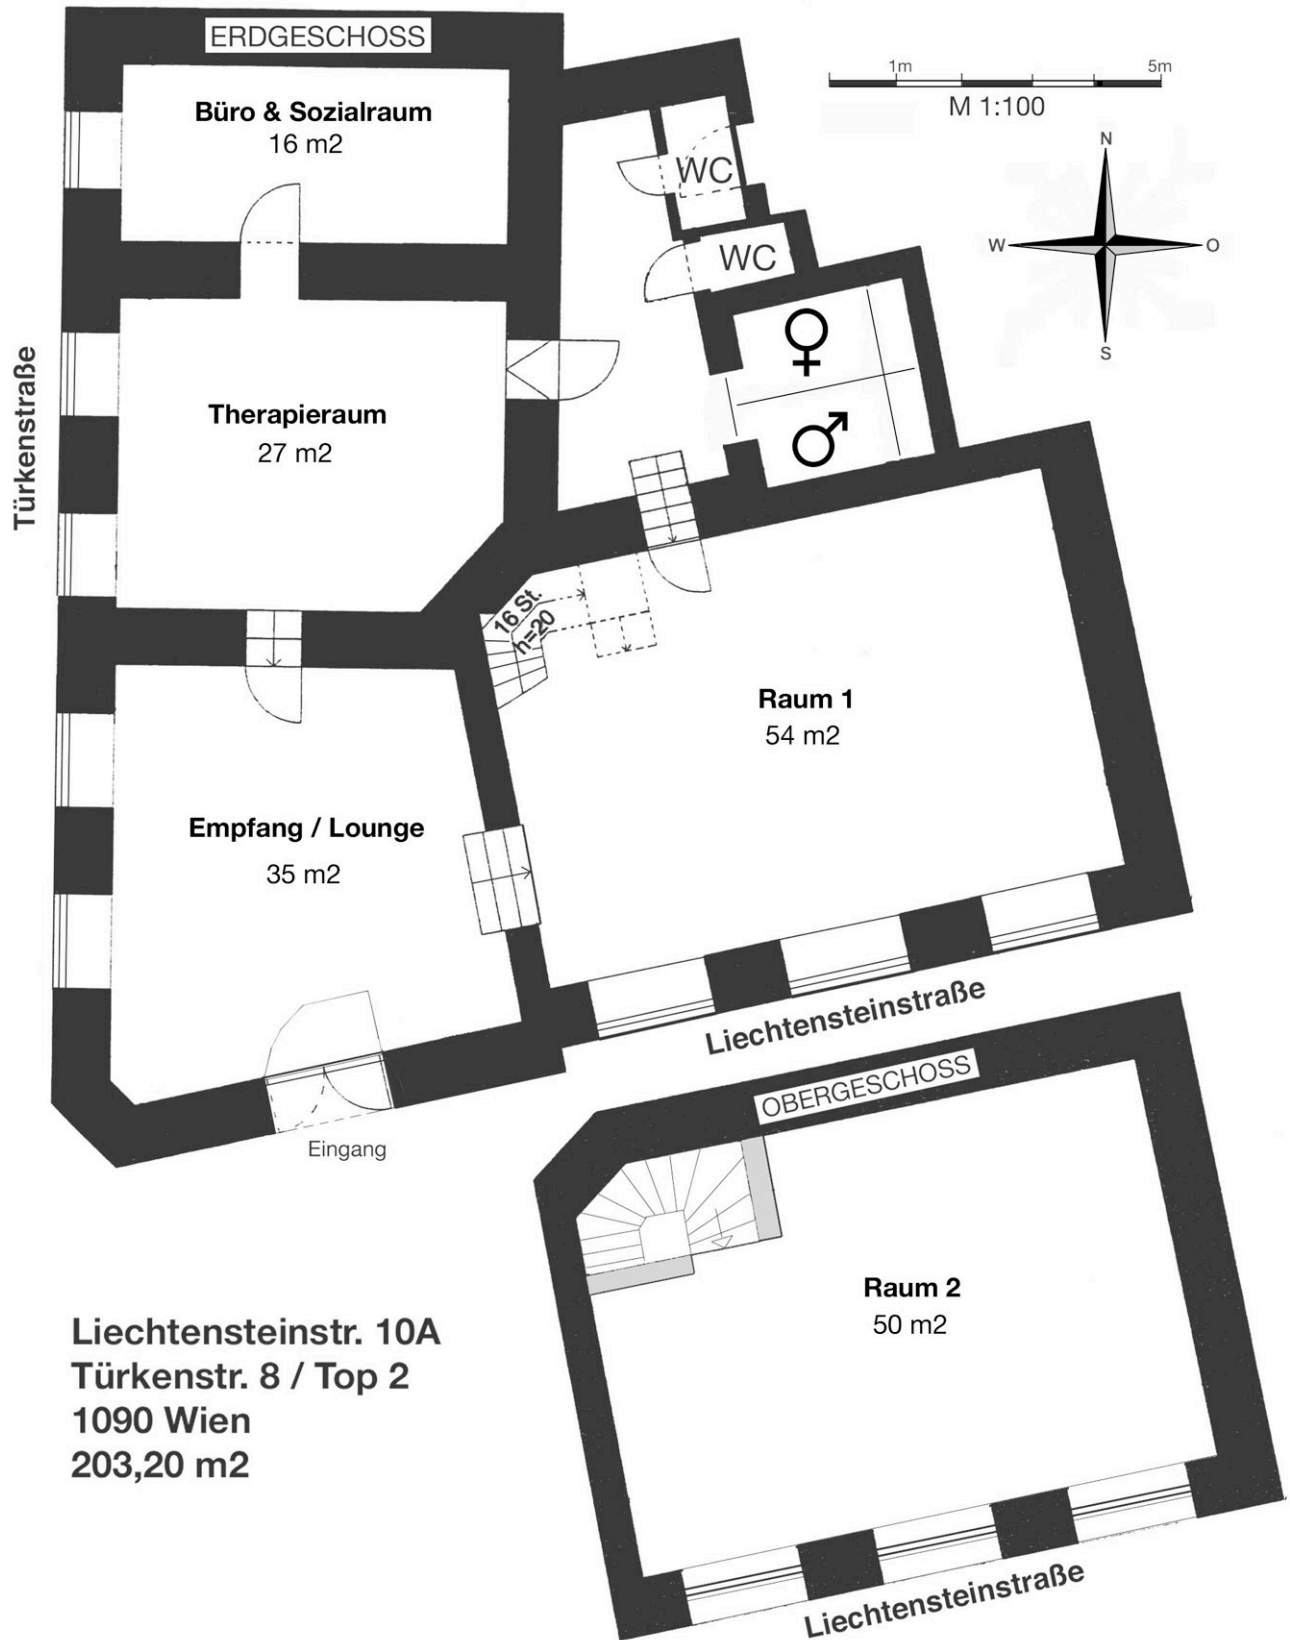 ERDGESCHOSS
Büro & Sozialraum
16 m2
WC
WC
1m
5m
M 1:100
N
W
O
S
Türkenstraße
Therapieraum
27 m2
♀
♂
16 St.
h=20
Raum 1
54 m2
Empfang / Lounge
35 m2
Liechtensteinstraße
Eingang
OBERGESCHOSS
Raum 2
50 m2
Liechtensteinstr. 10A
Türkenstr. 8 / Top 2
1090 Wien
203,20 m2
Liechtensteinstraße